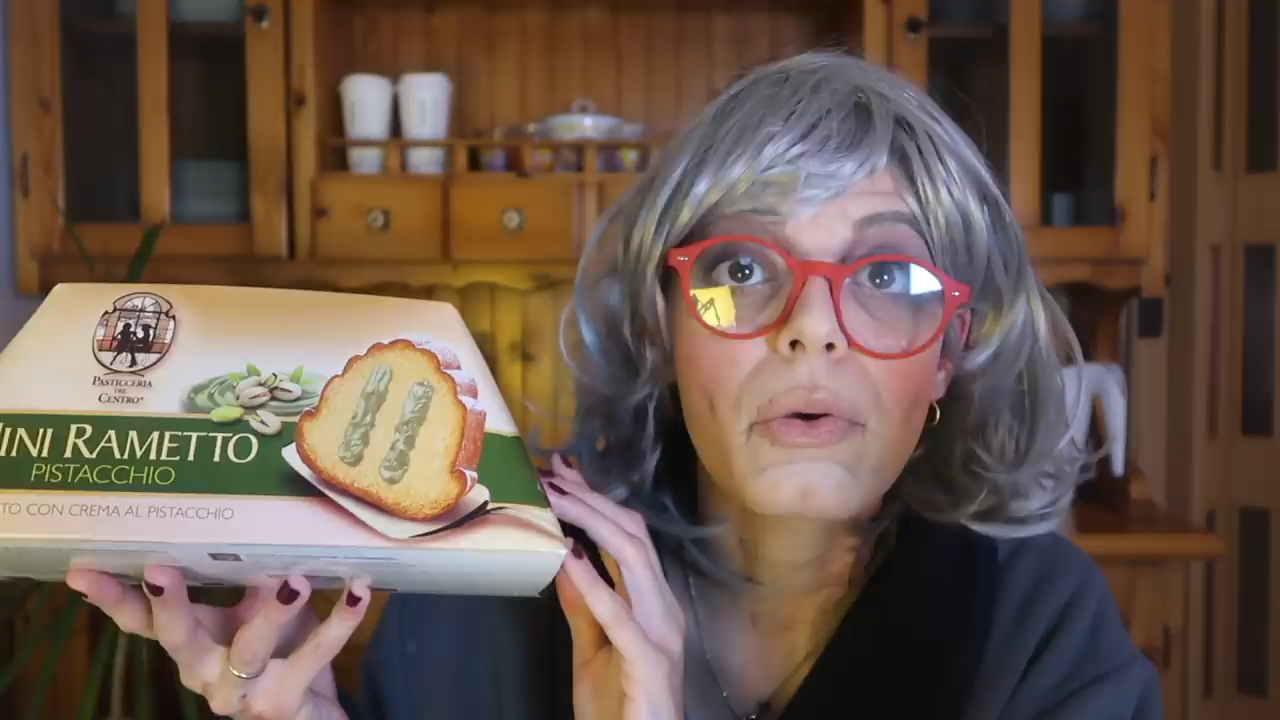 PASTICCERIA
DEL
CENTRO®
INI RAMETTO
PISTACCHIO
TO CON CREMA AL PISTACCHIO